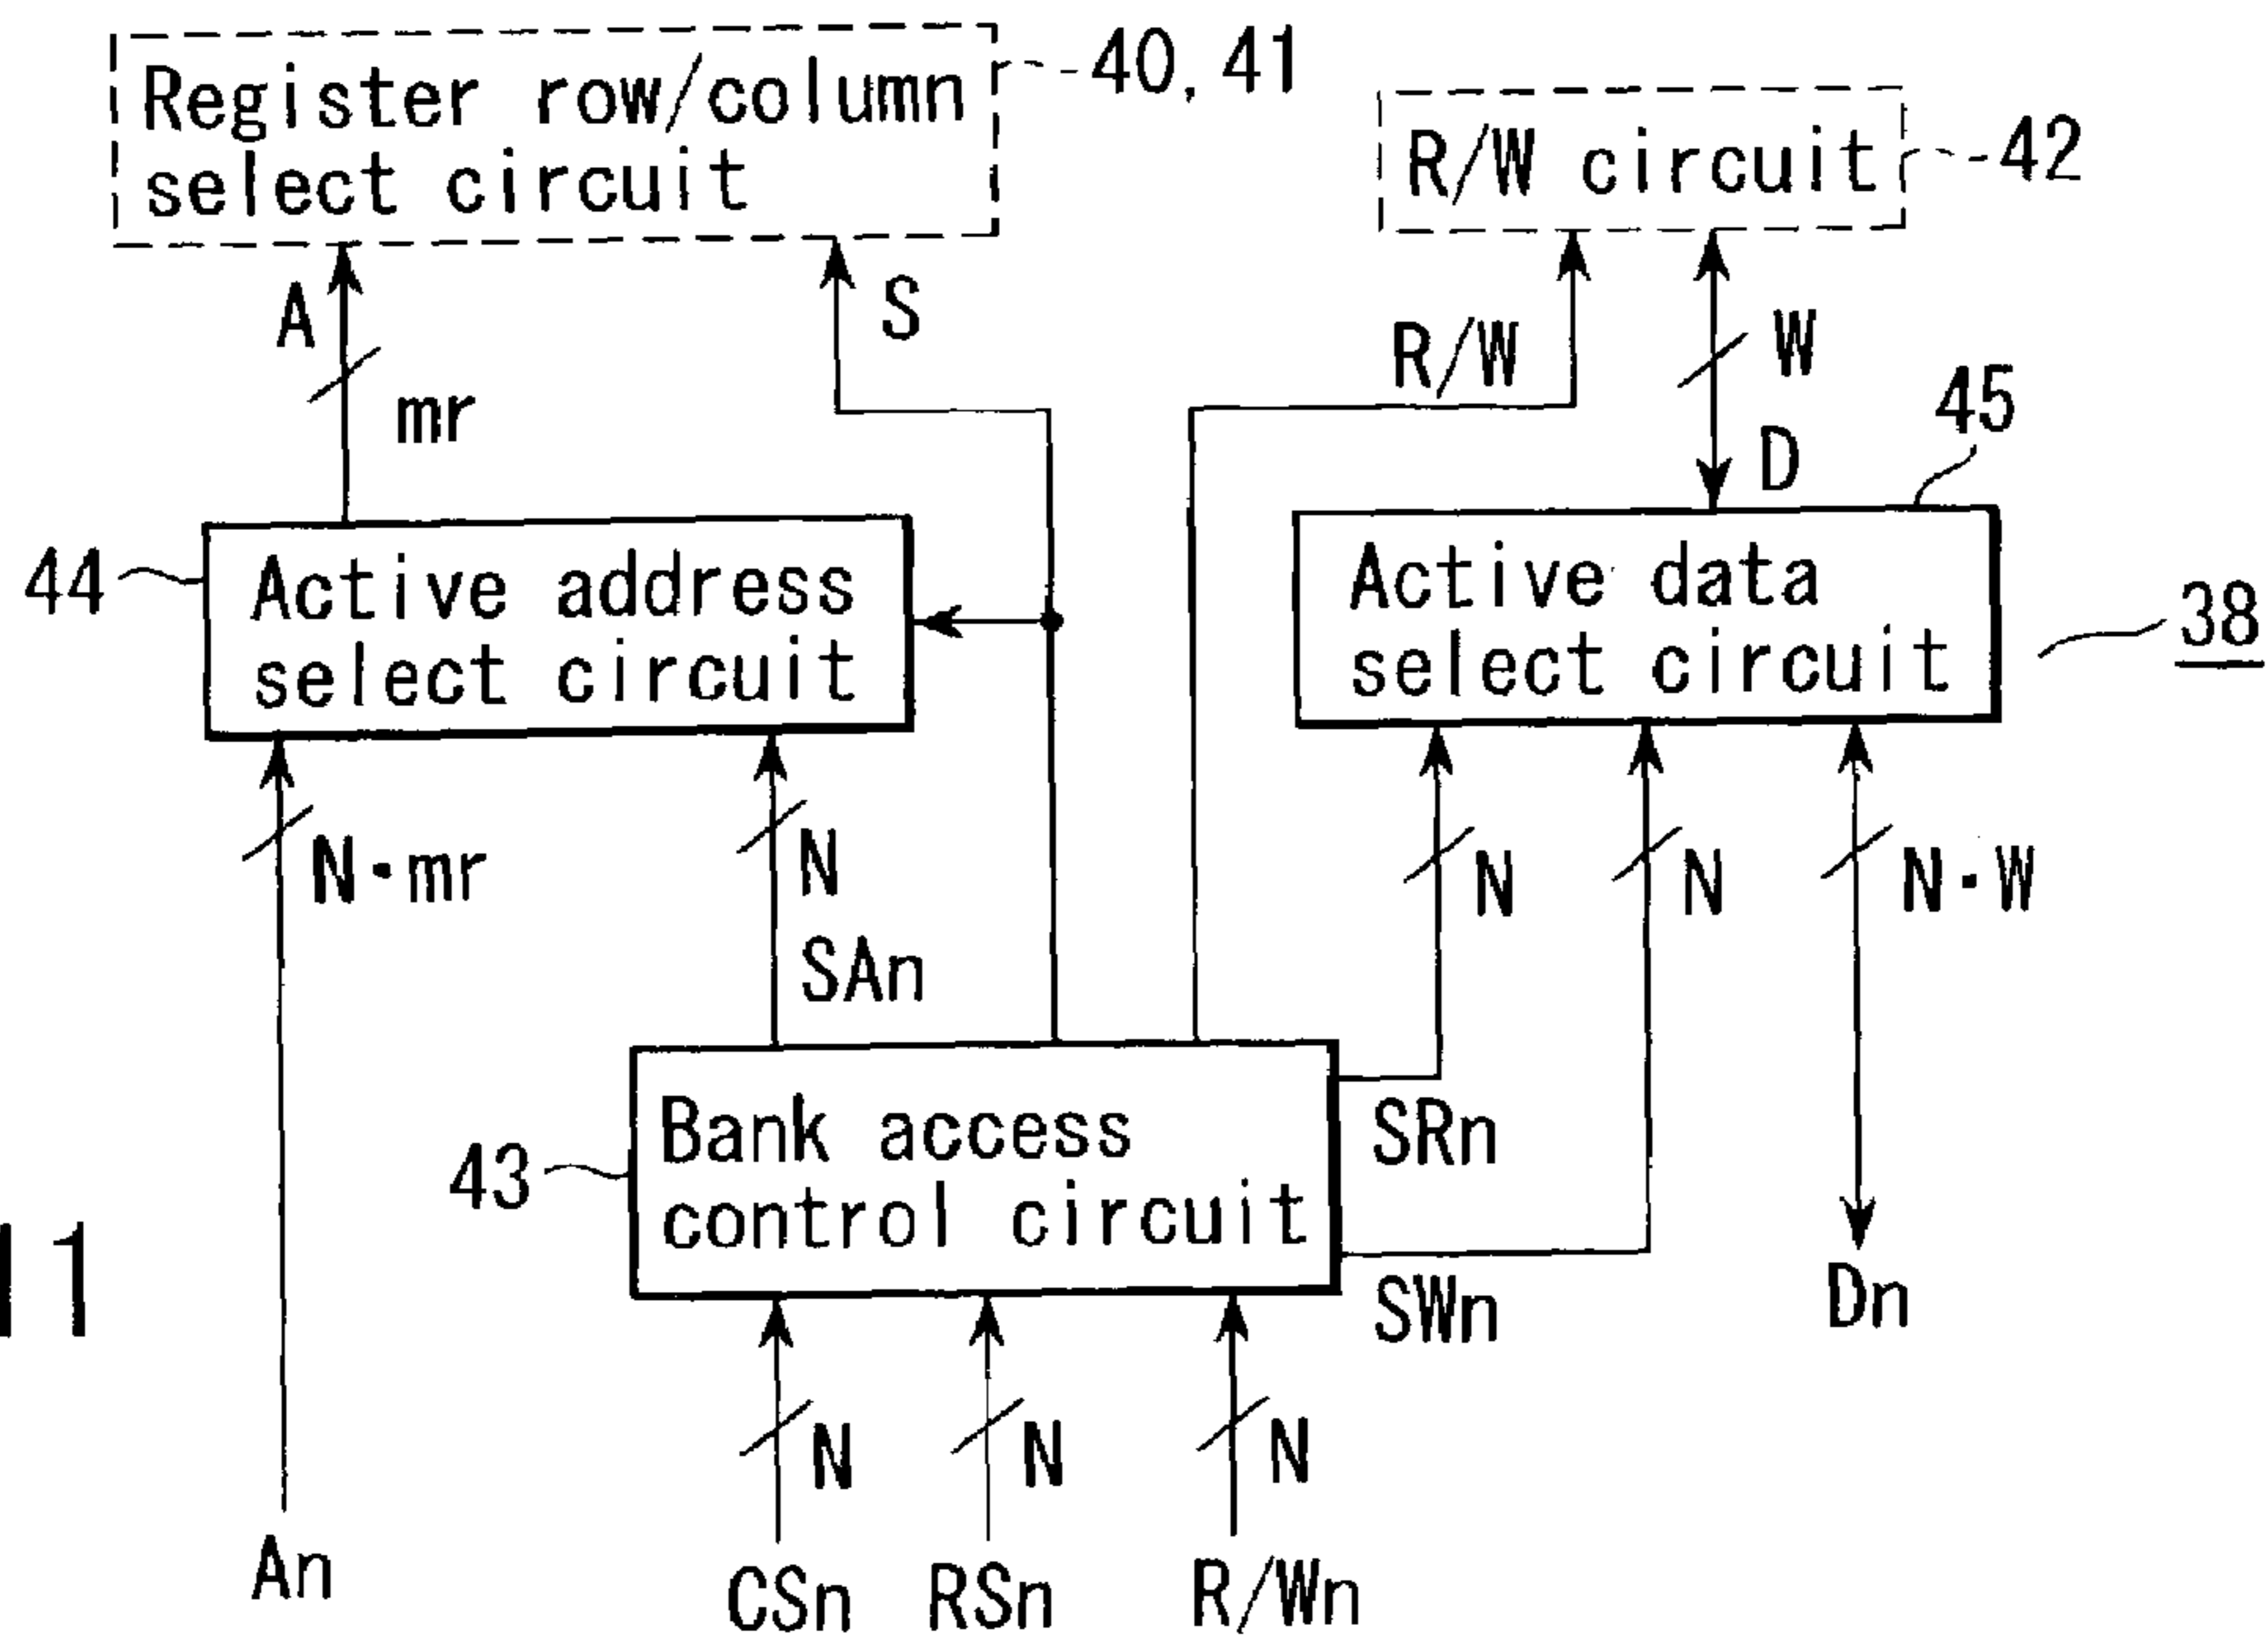 Register row/column
select circuit
40, 41
R/W circuit
42
A
mr
S
R/W
W
D
45
44
Active address
select circuit
Active data
select circuit
38
N·mr
N
SAn
N
N
N·W
43
Bank access
control circuit
SRn
SWn
Dn
11
N
N
N
An
CSn
RSn
R/Wn